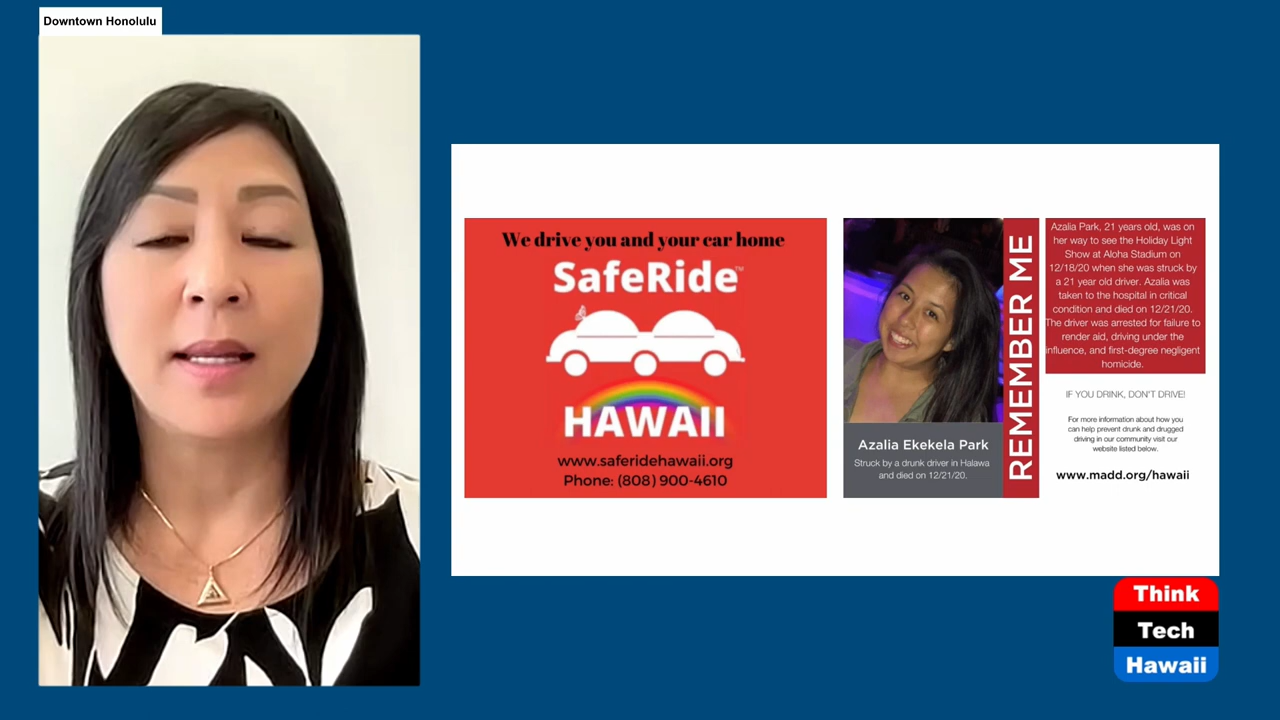 Downtown Honolulu
We drive you and your car home
SafeRide™
HAWAII
www.saferidehawaii.org
Phone: (808) 900-4610
Azalia Ekekela Park
Struck by a drunk driver in Halawa
and died on 12/21/20.
REMEMBER ME
Azalia Park, 21 years old, was on
her way to see the Holiday Light
Show at Aloha Stadium on
12/18/20 when she was struck by
a 21 year old driver. Azalia was
taken to the hospital in critical
condition and died on 12/21/20.
The driver was arrested for failure to
render aid, driving under the
influence, and first-degree negligent
homicide.
IF YOU DRINK, DON'T DRIVE!
For more information about how you
can help prevent drunk and drugged
driving in our community visit our
website listed below.
www.madd.org/hawaii
Think
Tech
Hawaii